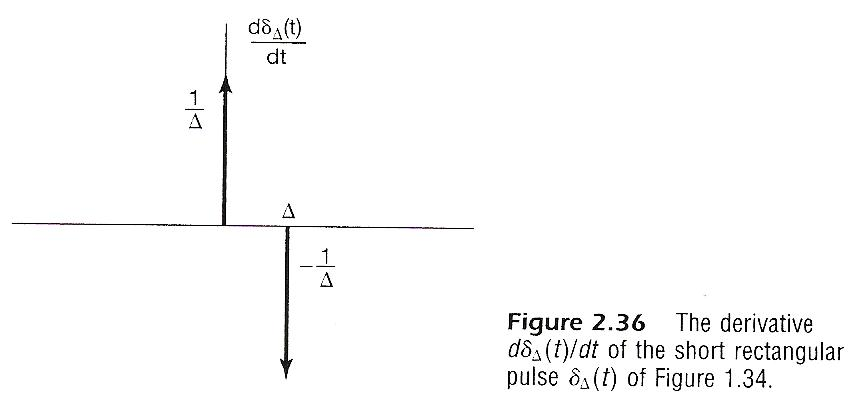 dδ_Δ(t)
dt
1
Δ
Δ
−1
Δ
Figure 2.36 The derivative
dδ_Δ(t)/dt of the short rectangular
pulse δ_Δ(t) of Figure 1.34.